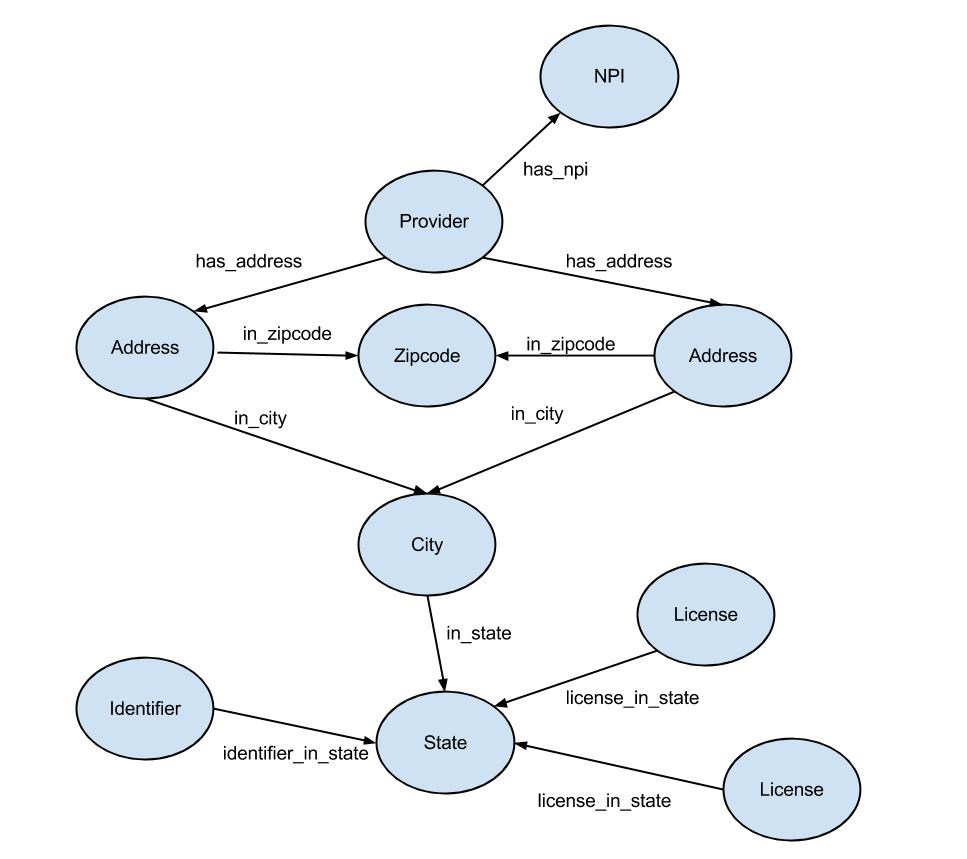 NPI
has_npi
Provider
has_address
has_address
Address
in_zipcode
Zipcode
in_zipcode
Address
in_city
in_city
City
License
in_state
license_in_state
Identifier
State
identifier_in_state
License
license_in_state